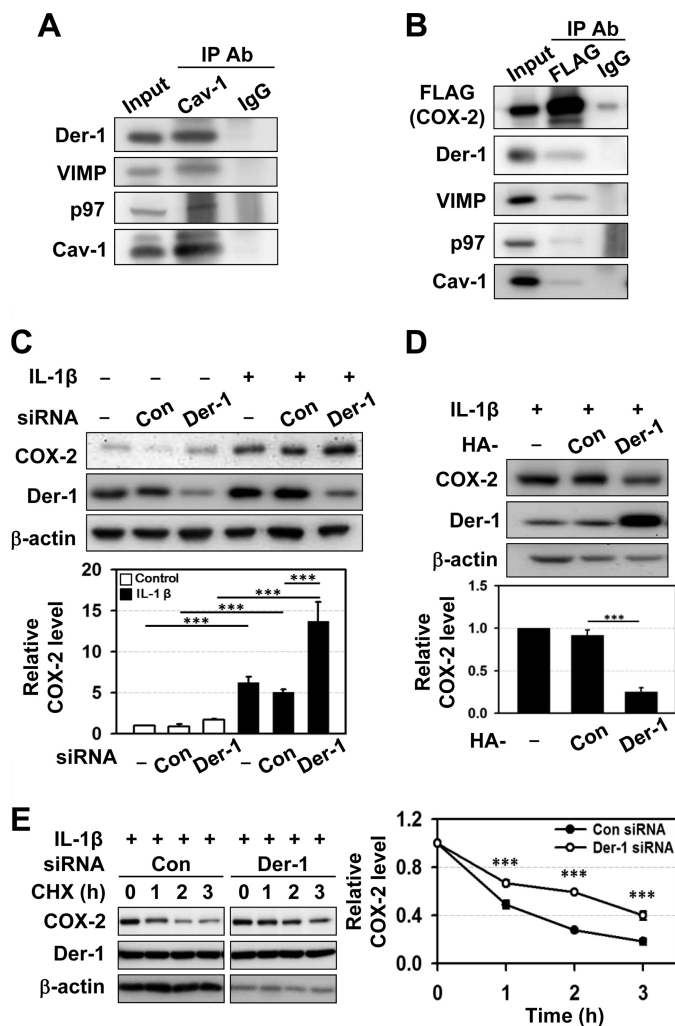 A
IP Ab
Input Cav-1 IgG
Der-1
VIMP
p97
Cav-1
B
IP Ab
Input FLAG IgG
FLAG
(COX-2)
Der-1
VIMP
p97
Cav-1
C
IL-1β – – – + + +
siRNA – Con Der-1 – Con Der-1
COX-2
Der-1
β-actin
Relative
COX-2 level
20
15
10
5
0
Control
IL-1 β
***
***
***
***
siRNA – Con Der-1 – Con Der-1
D
IL-1β + + +
HA- – Con Der-1
COX-2
Der-1
β-actin
Relative
COX-2 level
1.0
0.5
0.0
***
HA- – Con Der-1
E
IL-1β + + + + + + + +
siRNA Con Der-1
CHX (h) 0 1 2 3 0 1 2 3
COX-2
Der-1
β-actin
Relative
COX-2 level
1.2
0.8
0.4
0.0
Con siRNA
Der-1 siRNA
***
***
***
0 1 2 3
Time (h)